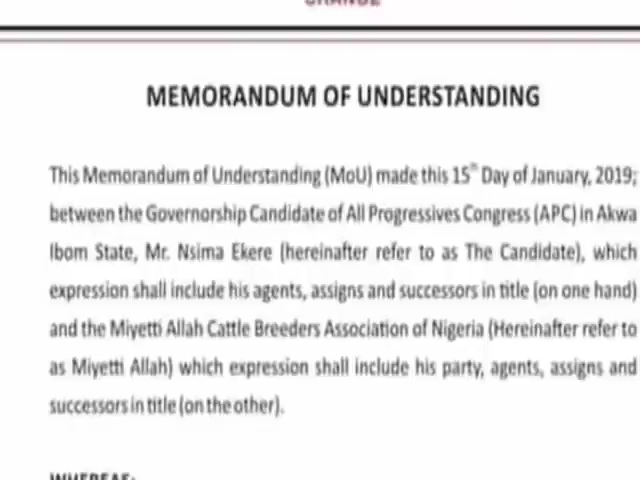 CHANGE
MEMORANDUM OF UNDERSTANDING
This Memorandum of Understanding (MoU) made this 15th Day of January, 2019;
between the Governorship Candidate of All Progressives Congress (APC) in Akwa
Ibom State, Mr. Nsima Ekere (hereinafter refer to as The Candidate), which
expression shall include his agents, assigns and successors in title (on one hand)
and the Miyetti Allah Cattle Breeders Association of Nigeria (Hereinafter refer to
as Miyetti Allah) which expression shall include his party, agents, assigns and
successors in title (on the other).
WHEREAS: